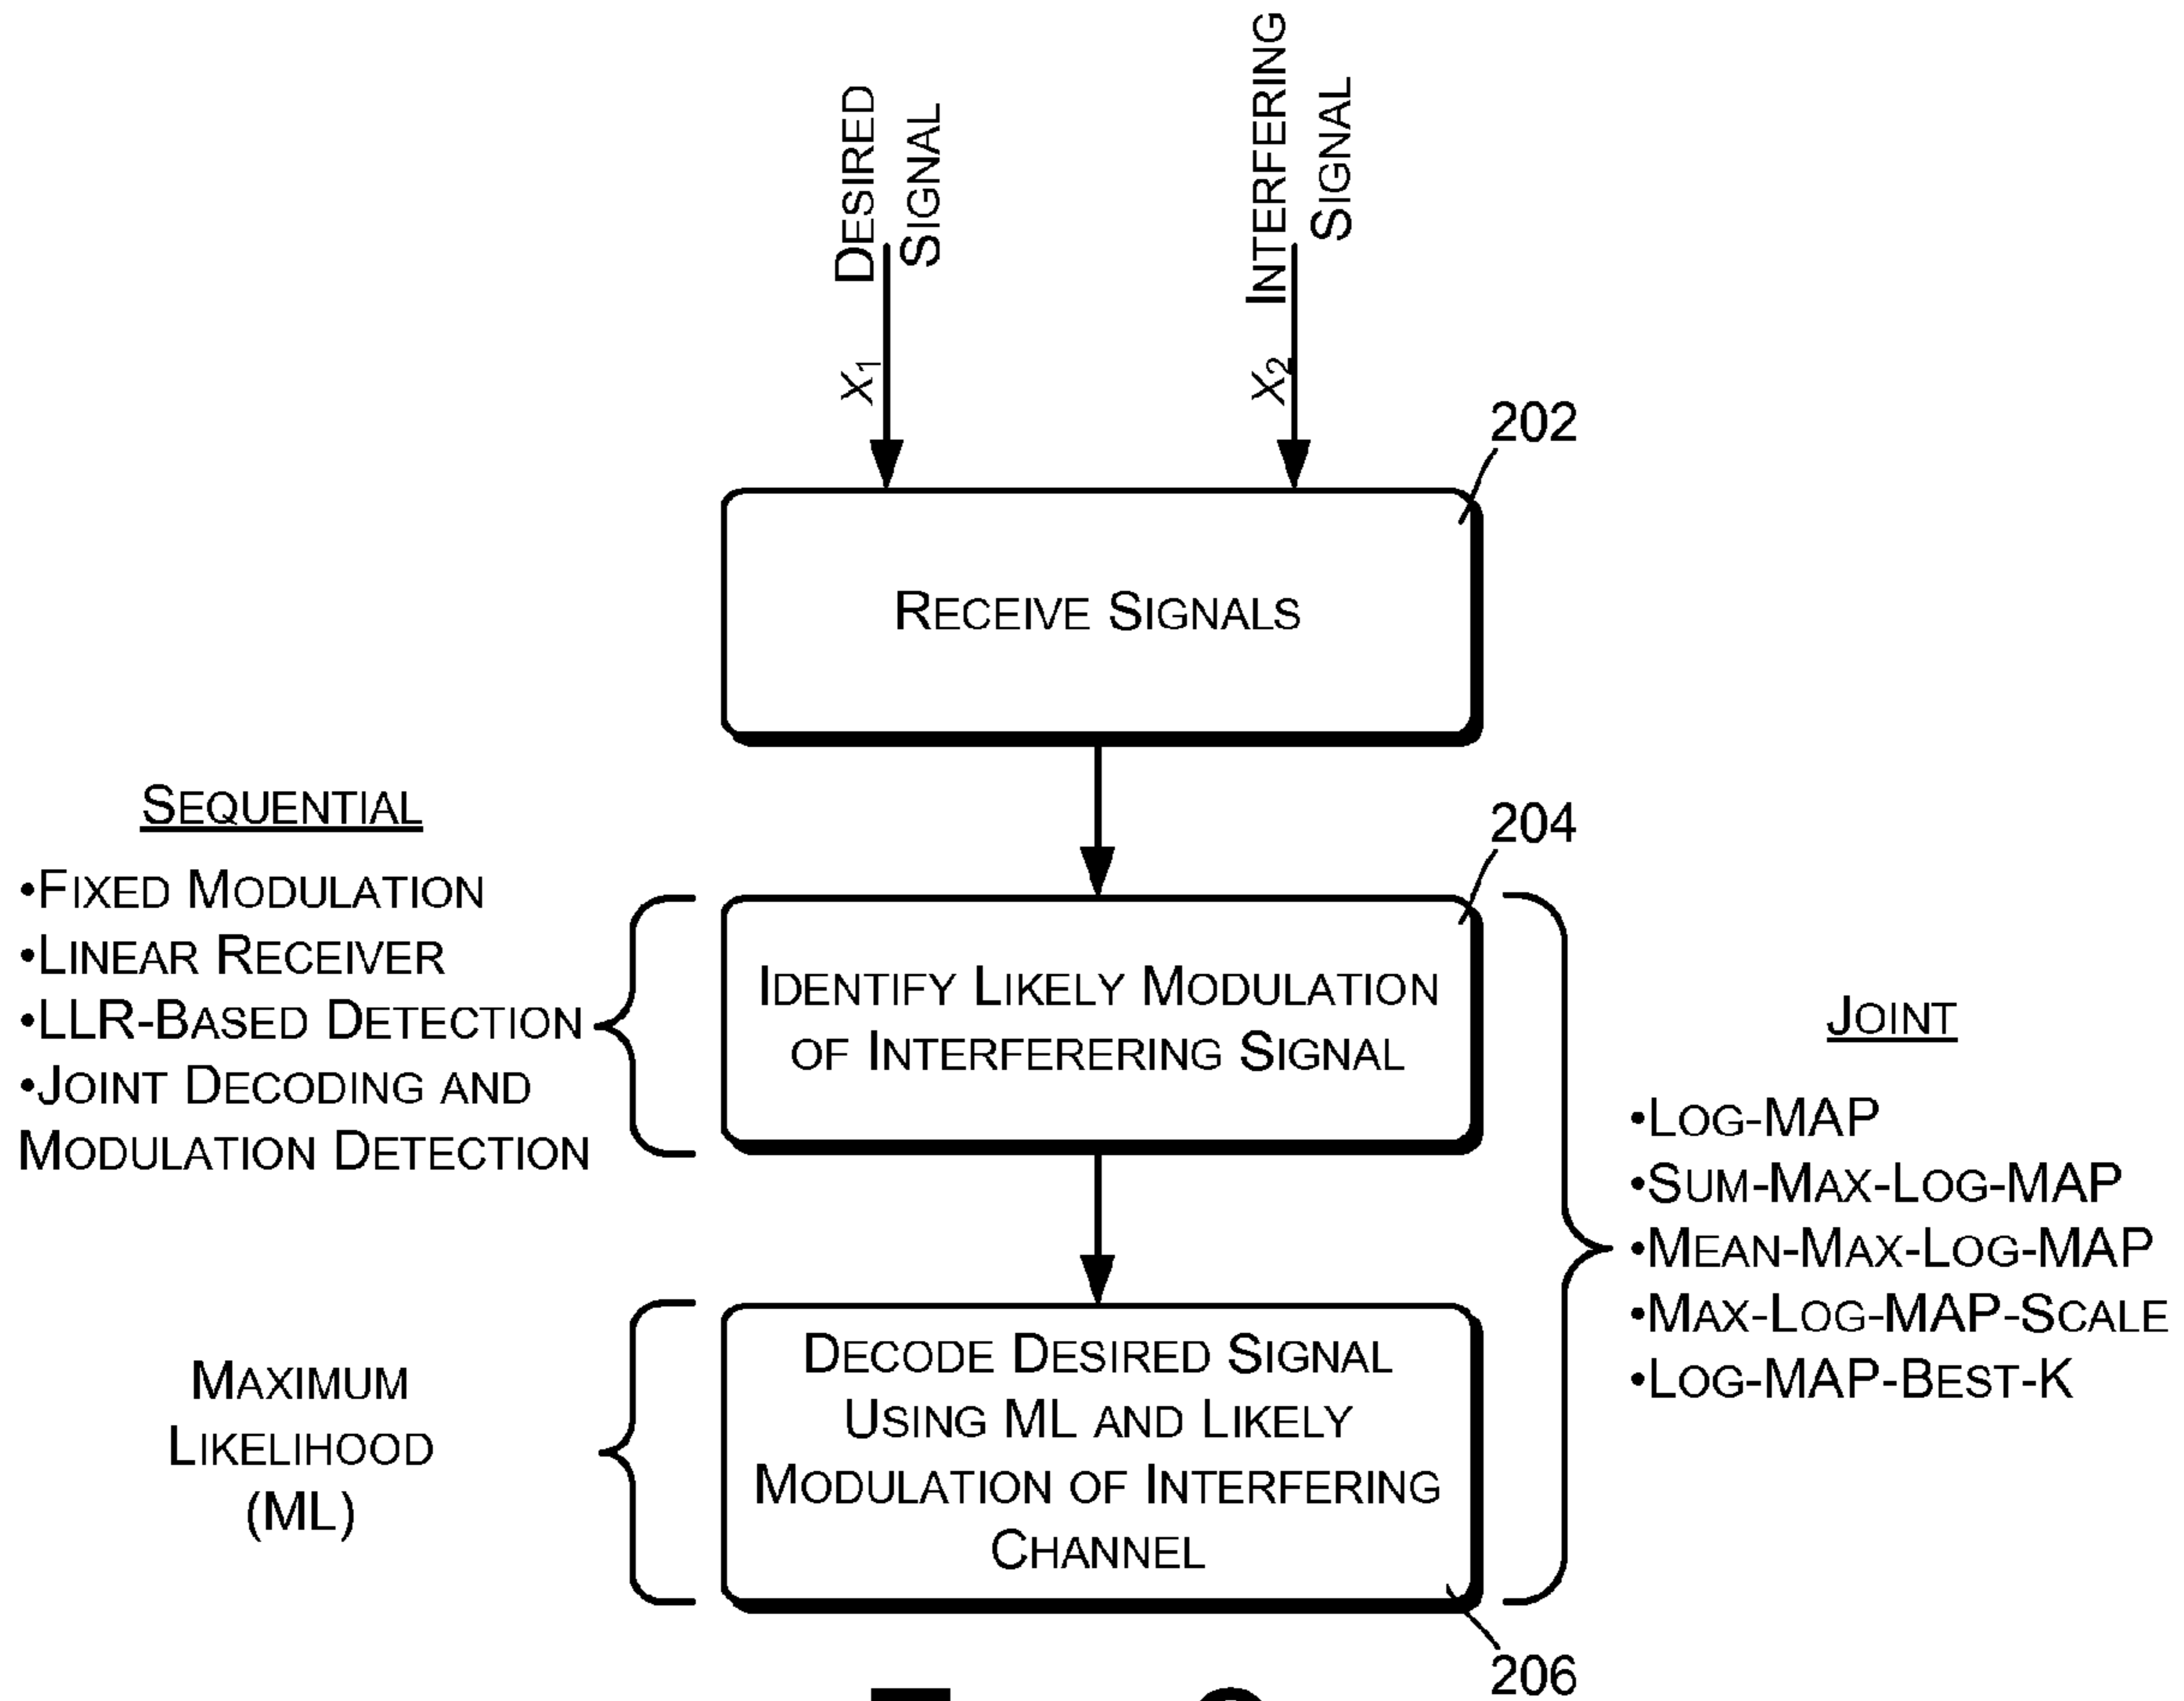 DESIRED
SIGNAL
X1
INTERFERING
SIGNAL
X2
202
RECEIVE SIGNALS
SEQUENTIAL
•FIXED MODULATION
•LINEAR RECEIVER
•LLR-BASED DETECTION
•JOINT DECODING AND
MODULATION DETECTION
204
IDENTIFY LIKELY MODULATION
OF INTERFERERING SIGNAL
JOINT
•LOG-MAP
•SUM-MAX-LOG-MAP
•MEAN-MAX-LOG-MAP
•MAX-LOG-MAP-SCALE
•LOG-MAP-BEST-K
MAXIMUM
LIKELIHOOD
(ML)
DECODE DESIRED SIGNAL
USING ML AND LIKELY
MODULATION OF INTERFERING
CHANNEL
206